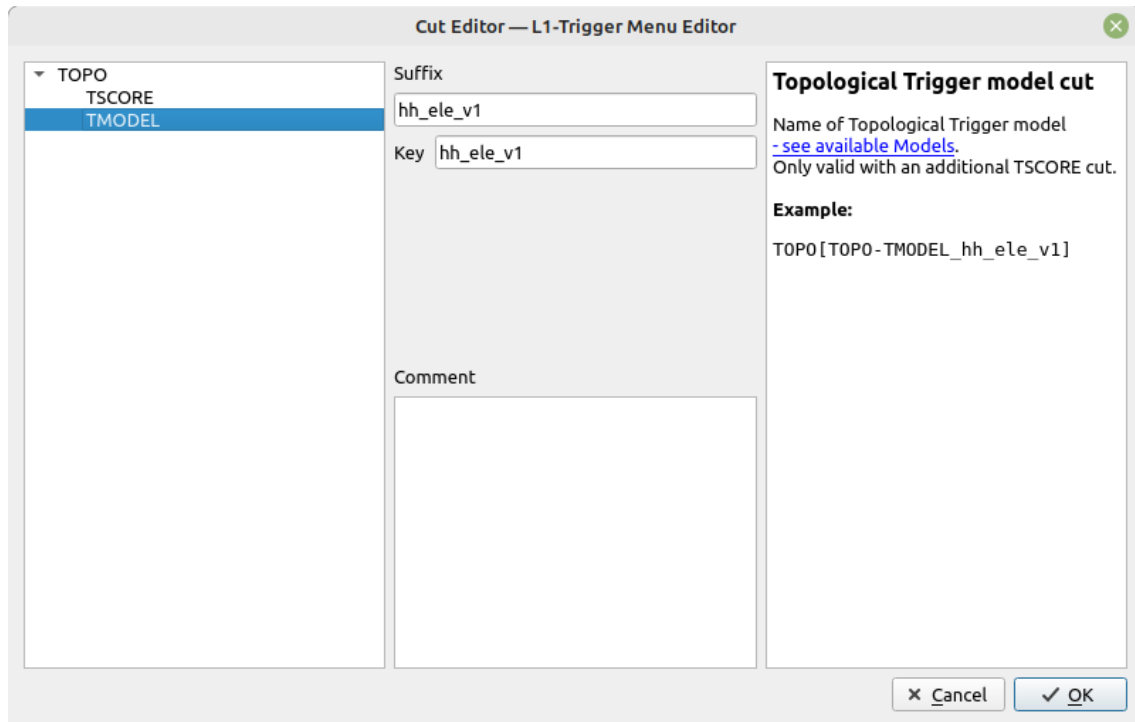 Cut Editor — L1-Trigger Menu Editor
TOPO
TSCORE
TMODEL
Suffix
hh_ele_v1
Key hh_ele_v1
Comment
Topological Trigger model cut
Name of Topological Trigger model
- see available Models.
Only valid with an additional TSCORE cut.
Example:
TOPO[TOPO-TMODEL_hh_ele_v1]
Cancel
OK